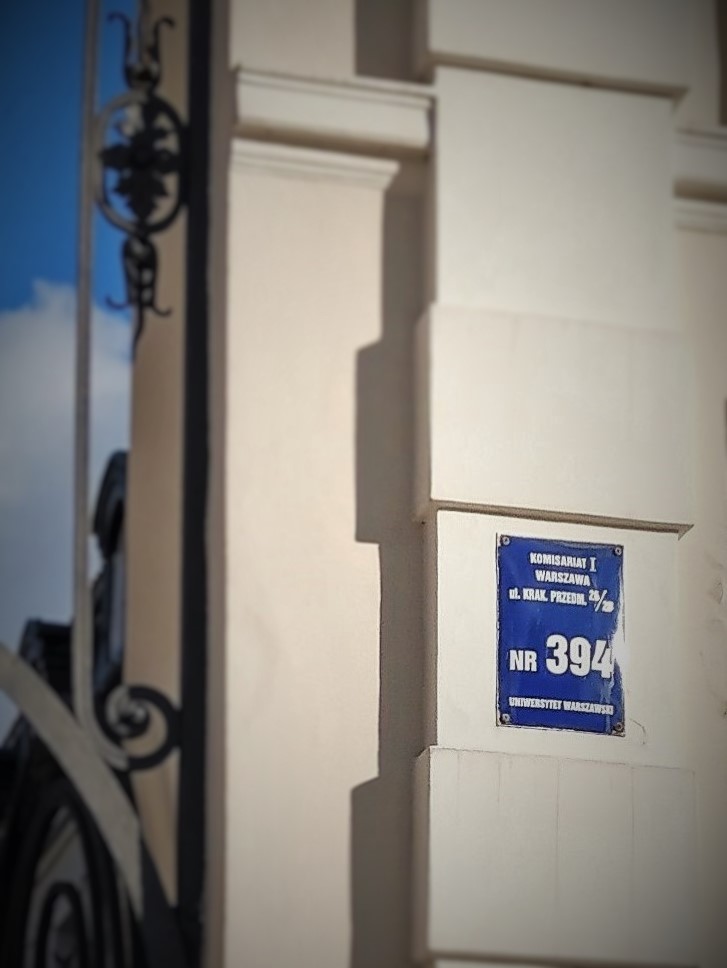 KOMISARIAT I
WARSZAWA
ul. KRAK. PRZEDM. 26/28
NR 394
UNIWERSYTET WARSZAWSKI